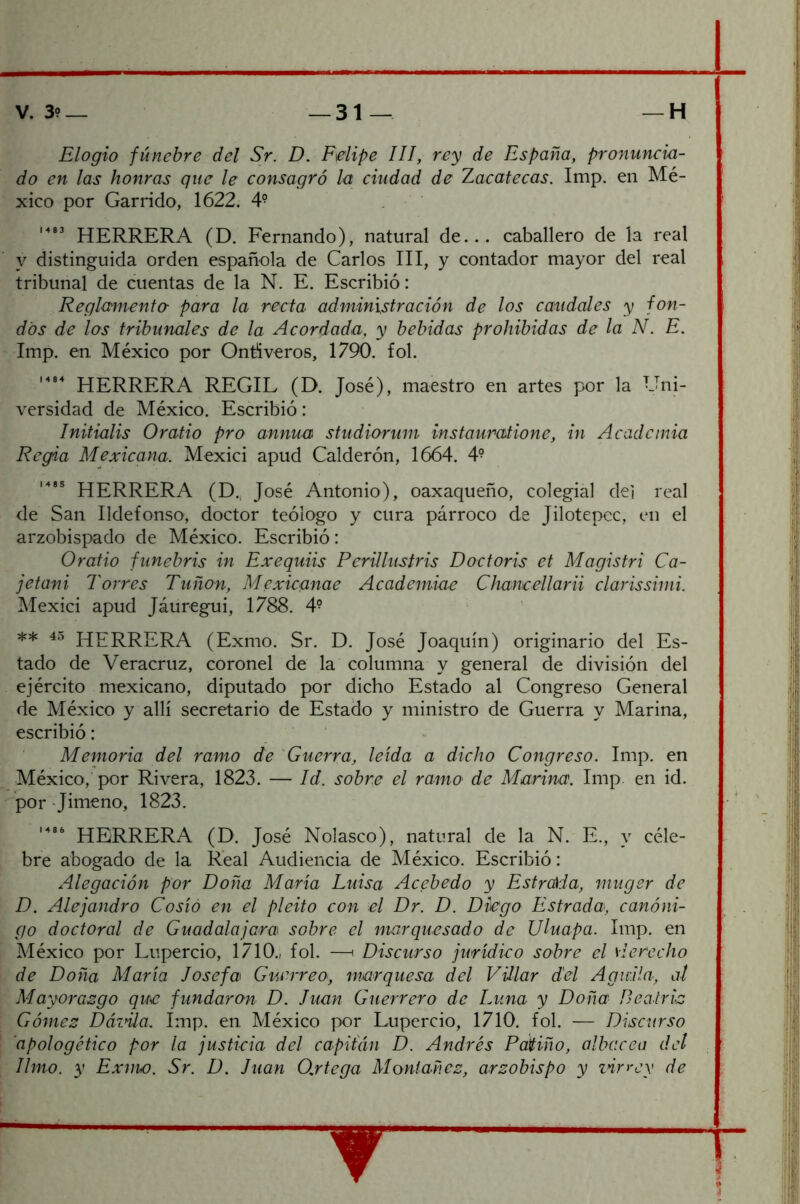 V. 3º — — 31 — — H
Elogio fúnebre del Sr. D. Felipe III, rey de España, pronuncia-
do en las honras que le consagró la ciudad de Zacatecas. Imp. en Mé-
xico por Garrido, 1622. 4º
1483 HERRERA (D. Fernando), natural de... caballero de la real
y distinguida orden española de Carlos III, y contador mayor del real
tribunal de cuentas de la N. E. Escribió:
Reglamento para la recta administración de los caudales y fon-
dos de los tribunales de la Acordada, y bebidas prohibidas de la N. E.
Imp. en México por Ontiveros, 1790. fol.
1484 HERRERA REGIL (D. José), maestro en artes por la Uni-
versidad de México. Escribió:
Initialis Oratio pro annua studiorum instauratione, in Academia
Regia Mexicana. Mexici apud Calderón, 1664. 4º
1485 HERRERA (D., José Antonio), oaxaqueño, colegial del real
de San Ildefonso, doctor teólogo y cura párroco de Jilotepec, en el
arzobispado de México. Escribió:
Oratio funebris in Exequiis Perillustris Doctoris et Magistri Ca-
jetani Torres Tuñon, Mexicanae Academiae Chancellarii clarissimi.
Mexici apud Jáuregui, 1788. 4º
** 45 HERRERA (Exmo. Sr. D. José Joaquín) originario del Es-
tado de Veracruz, coronel de la columna y general de división del
ejército mexicano, diputado por dicho Estado al Congreso General
de México y allí secretario de Estado y ministro de Guerra y Marina,
escribió:
Memoria del ramo de Guerra, leída a dicho Congreso. Imp. en
México, por Rivera, 1823. — Id. sobre el ramo de Marina. Imp. en id.
por Jimeno, 1823.
1486 HERRERA (D. José Nolasco), natural de la N. E., y céle-
bre abogado de la Real Audiencia de México. Escribió:
Alegación por Doña María Luisa Acebedo y Estrada, muger de
D. Alejandro Cosío en el pleito con el Dr. D. Diego Estrada, canóni-
go doctoral de Guadalajara sobre el marquesado de Uluapa. Imp. en
México por Lupercio, 1710., fol. — Discurso jurídico sobre el derecho
de Doña María Josefa Guerreo, marquesa del Villar del Aguila, al
Mayorazgo que fundaron D. Juan Guerrero de Luna y Doña Beatriz
Gómez Dávila. Imp. en México por Lupercio, 1710. fol. — Discurso
apologético por la justicia del capitán D. Andrés Patiño, albacea del
Ilmo. y Exmo. Sr. D. Juan Ortega Montañez, arzobispo y virrey de